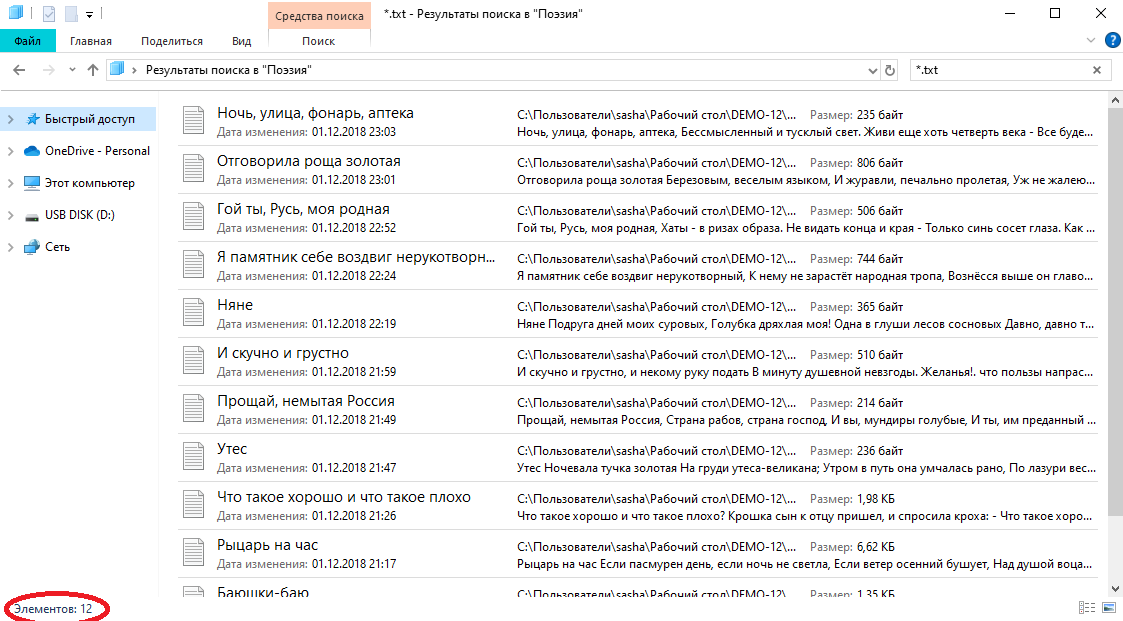 Средства поиска
*.txt - Результаты поиска в "Поэзия"
Файл Главная Поделиться Вид Поиск
Результаты поиска в "Поэзия"
*.txt
Быстрый доступ
OneDrive - Personal
Этот компьютер
USB DISK (D:)
Сеть
Ночь, улица, фонарь, аптека C:\Пользователи\sasha\Рабочий стол\DEMO-12\... Размер: 235 байт
Дата изменения: 01.12.2018 23:03 Ночь, улица, фонарь, аптека, Бессмысленный и тусклый свет. Живи еще хоть четверть века - Все буде...
Отговорила роща золотая C:\Пользователи\sasha\Рабочий стол\DEMO-12\... Размер: 806 байт
Дата изменения: 01.12.2018 23:01 Отговорила роща золотая Березовым, веселым языком, И журавли, печально пролетая, Уж не жалею...
Гой ты, Русь, моя родная C:\Пользователи\sasha\Рабочий стол\DEMO-12\... Размер: 506 байт
Дата изменения: 01.12.2018 22:52 Гой ты, Русь, моя родная, Хаты - в ризах образа. Не видать конца и края - Только синь сосет глаза. Как ...
Я памятник себе воздвиг нерукотворн... C:\Пользователи\sasha\Рабочий стол\DEMO-12\... Размер: 744 байт
Дата изменения: 01.12.2018 22:24 Я памятник себе воздвиг нерукотворный, К нему не зарастёт народная тропа, Вознёсся выше он главо...
Няне C:\Пользователи\sasha\Рабочий стол\DEMO-12\... Размер: 365 байт
Дата изменения: 01.12.2018 22:19 Няне Подруга дней моих суровых, Голубка дряхлая моя! Одна в глуши лесов сосновых Давно, давно т...
И скучно и грустно C:\Пользователи\sasha\Рабочий стол\DEMO-12\... Размер: 510 байт
Дата изменения: 01.12.2018 21:59 И скучно и грустно, и некому руку подать В минуту душевной невзгоды. Желанья!. что пользы напрас...
Прощай, немытая Россия C:\Пользователи\sasha\Рабочий стол\DEMO-12\... Размер: 214 байт
Дата изменения: 01.12.2018 21:49 Прощай, немытая Россия, Страна рабов, страна господ, И вы, мундиры голубые, И ты, им преданный ...
Утес C:\Пользователи\sasha\Рабочий стол\DEMO-12\... Размер: 236 байт
Дата изменения: 01.12.2018 21:47 Утес Ночевала тучка золотая На груди утеса-великана; Утром в путь она умчалась рано, По лазури вес...
Что такое хорошо и что такое плохо C:\Пользователи\sasha\Рабочий стол\DEMO-12\... Размер: 1,98 КБ
Дата изменения: 01.12.2018 21:26 Что такое хорошо и что такое плохо? Крошка сын к отцу пришел, и спросила кроха: - Что такое хоро...
Рыцарь на час C:\Пользователи\sasha\Рабочий стол\DEMO-12\... Размер: 6,62 КБ
Дата изменения: 01.12.2018 21:17 Рыцарь на час Если пасмурен день, если ночь не светла, Если ветер осенний бушует, Над душой воца...
Баюшки-баю C:\Пользователи\sasha\Рабочий стол\DEMO-12\... Размер: 1,35 КБ
Элементов: 12